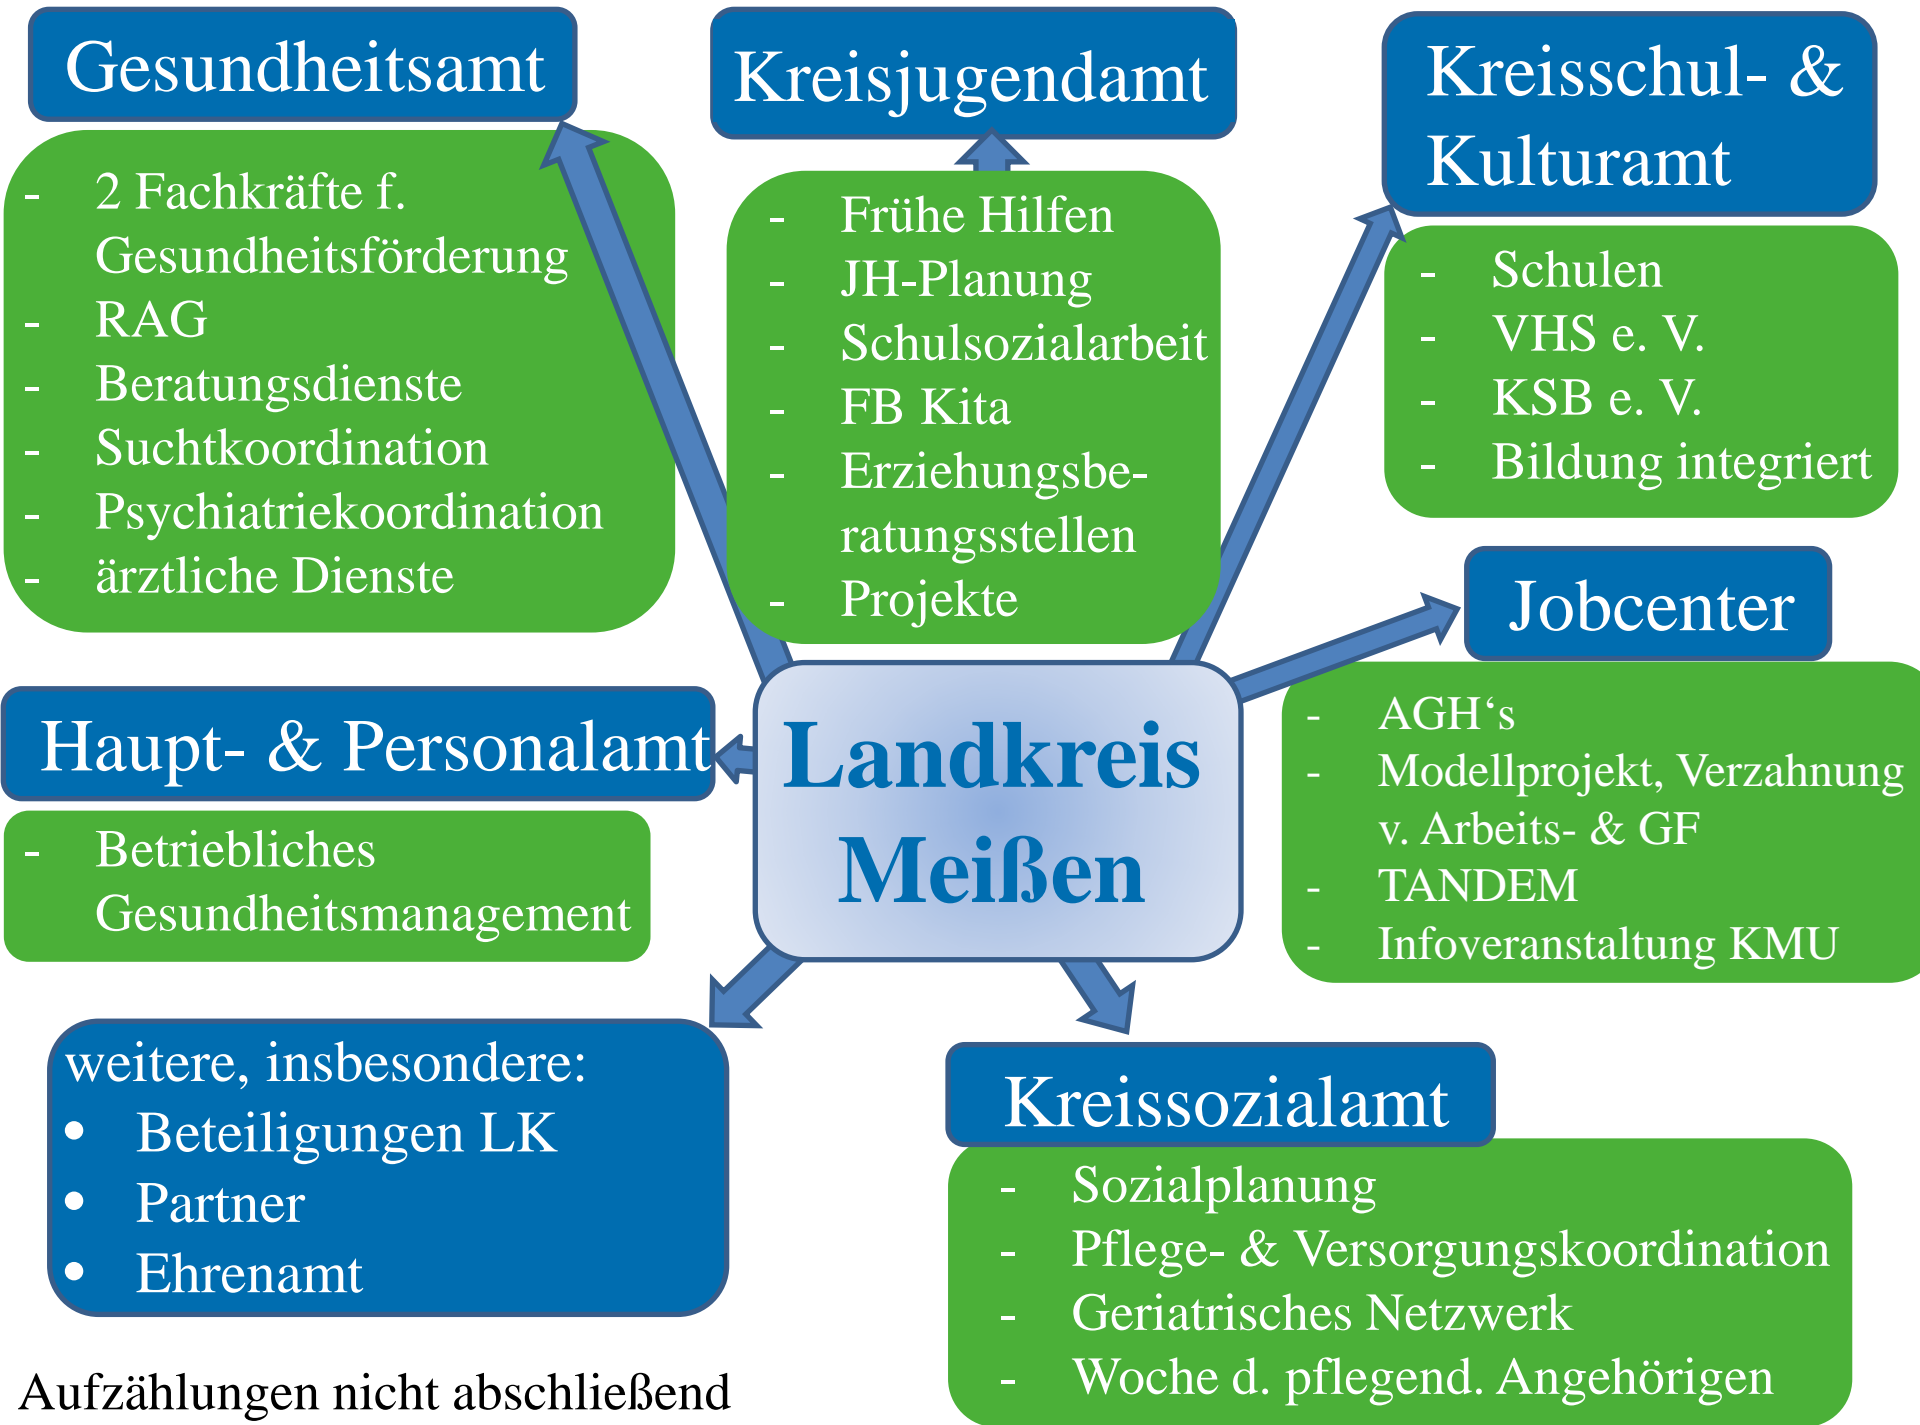 Gesundheitsamt
- 2 Fachkräfte f.
Gesundheitsförderung
- RAG
- Beratungsdienste
- Suchtkoordination
- Psychiatriekoordination
- ärztliche Dienste
Kreisjugendamt
- Frühe Hilfen
- JH-Planung
- Schulsozialarbeit
- FB Kita
- Erziehungsbe-
ratungsstellen
- Projekte
Kreisschul- &
Kulturamt
- Schulen
- VHS e. V.
- KSB e. V.
- Bildung integriert
Jobcenter
- AGH‘s
- Modellprojekt, Verzahnung
v. Arbeits- & GF
- TANDEM
- Infoveranstaltung KMU
Haupt- & Personalamt
- Betriebliches
Gesundheitsmanagement
Landkreis
Meißen
weitere, insbesondere:
• Beteiligungen LK
• Partner
• Ehrenamt
Kreissozialamt
- Sozialplanung
- Pflege- & Versorgungskoordination
- Geriatrisches Netzwerk
- Woche d. pflegend. Angehörigen
Aufzählungen nicht abschließend